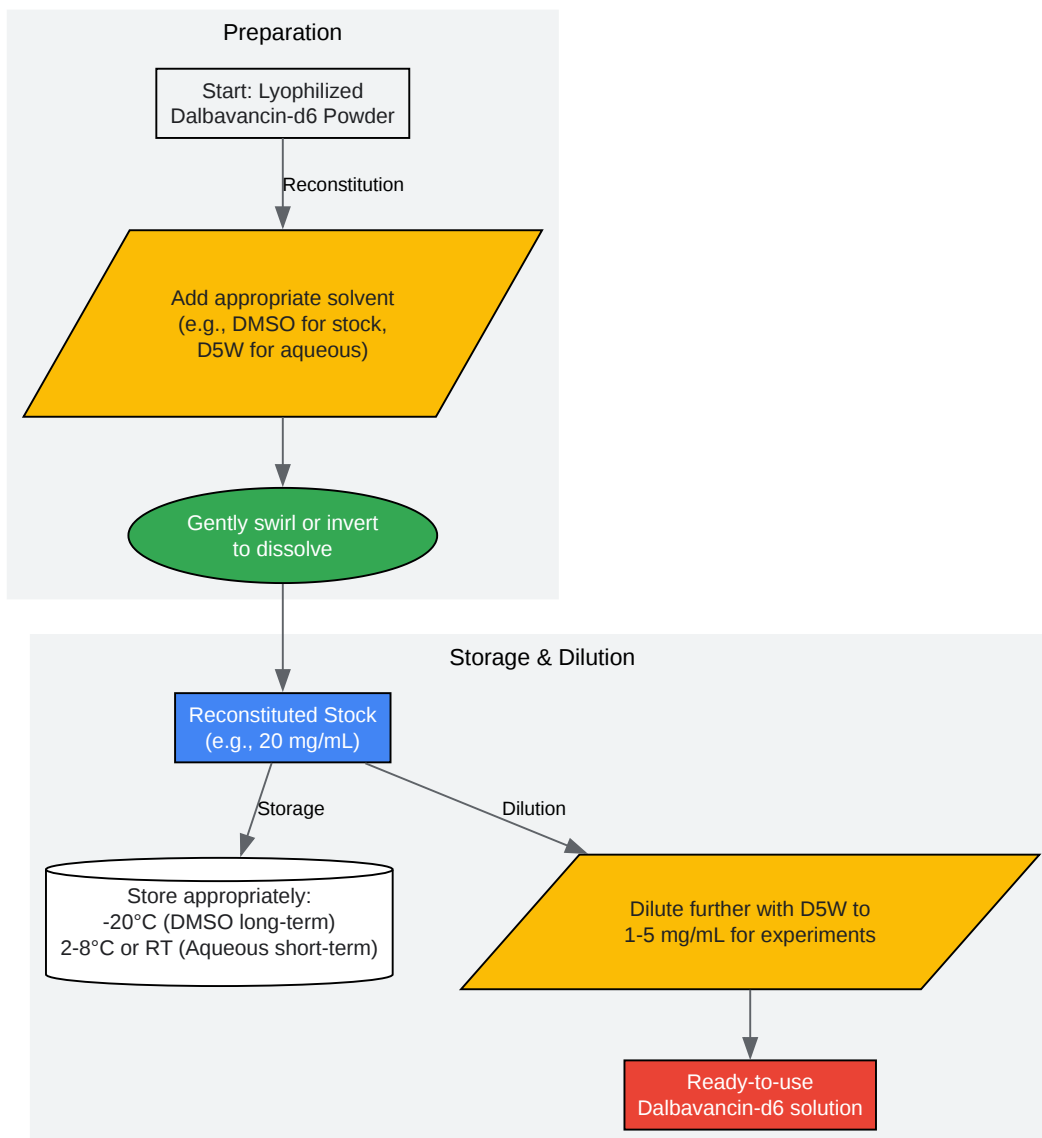 Preparation
Start: Lyophilized
Dalbavancin-d6 Powder
Reconstitution
Add appropriate solvent
(e.g., DMSO for stock,
D5W for aqueous)
Gently swirl or invert
to dissolve
Storage & Dilution
Reconstituted Stock
(e.g., 20 mg/mL)
Storage
Dilution
Store appropriately:
-20°C (DMSO long-term)
2-8°C or RT (Aqueous short-term)
Dilute further with D5W to
1-5 mg/mL for experiments
Ready-to-use
Dalbavancin-d6 solution